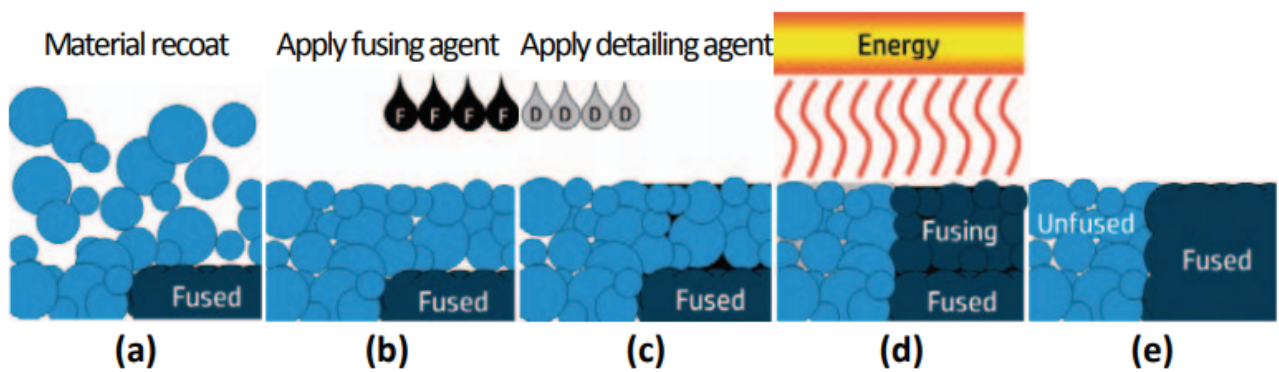 Material recoat
Apply fusing agent
Apply detailing agent
Energy
F F F F
D D D D
Fused
Fused
Fused
Fusing
Fused
Unfused
Fused
(a)
(b)
(c)
(d)
(e)